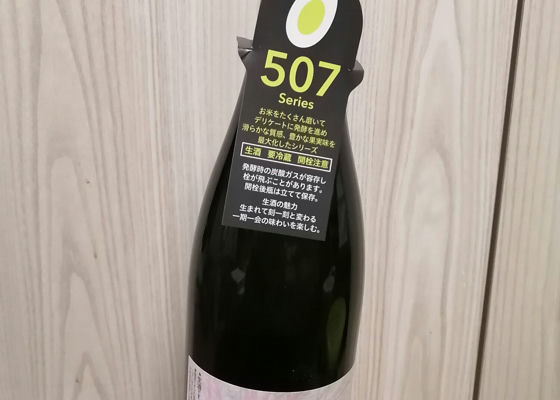 507
Series
お米をたくさん磨いて
デリケートに発酵を進め
滑らかな質感、豊かな果実味を
最大化したシリーズ
生酒 要冷蔵 開栓注意
発酵時の炭酸ガスが容存し
栓が飛ぶことがあります。
開栓後瓶は立てて保存。
生酒の魅力
生まれて刻一刻と変わる
一期一会の味わいを楽しむ。